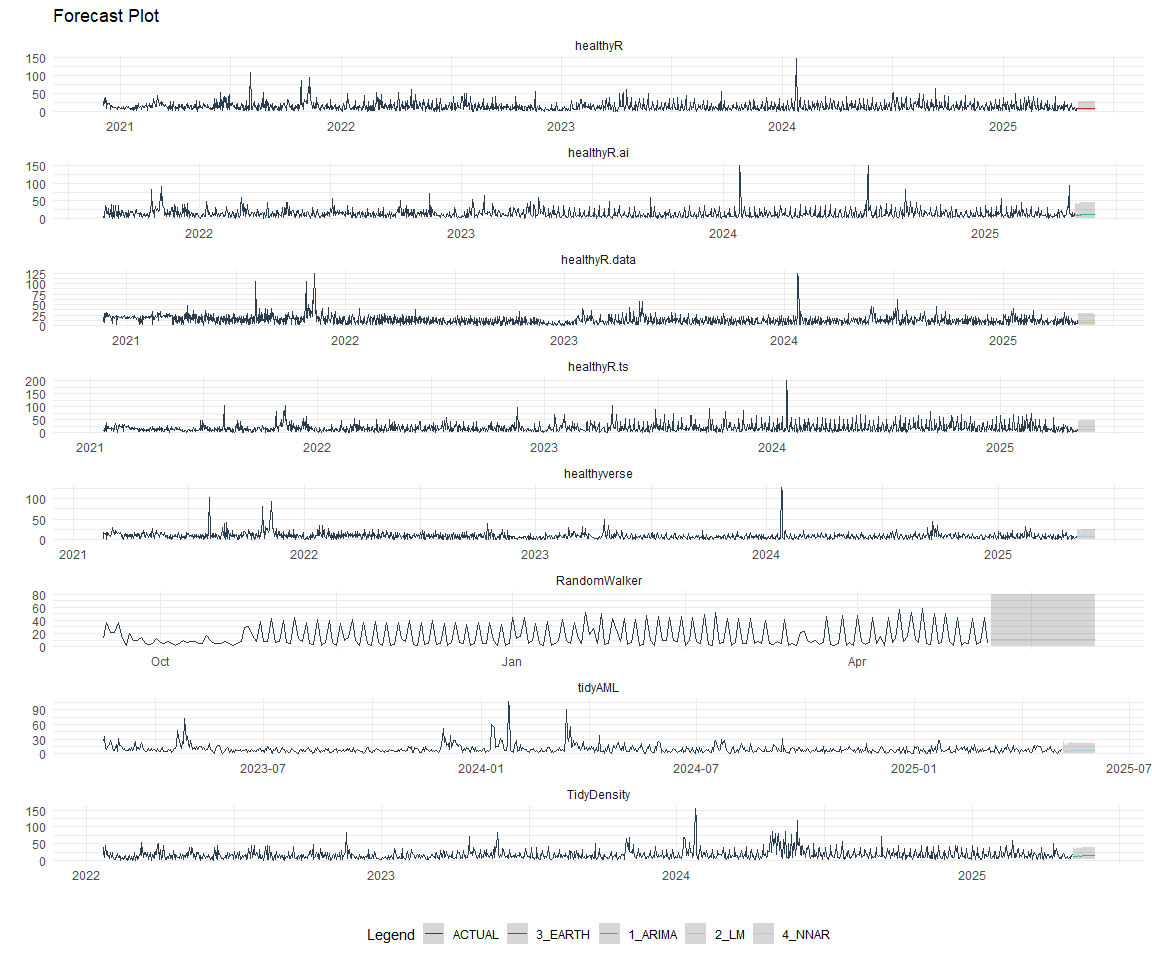 Forecast Plot
healthyR
150
100
50
0
2021 2022 2023 2024 2025
healthyR.ai
150
100
50
0
2022 2023 2024 2025
healthyR.data
125
100
75
50
25
0
2021 2022 2023 2024 2025
healthyR.ts
200
150
100
50
0
2021 2022 2023 2024 2025
healthyverse
100
50
0
2021 2022 2023 2024 2025
RandomWalker
80
60
40
20
0
Oct Jan Apr
tidyAML
90
60
30
0
2023-07 2024-01 2024-07 2025-01 2025-07
TidyDensity
150
100
50
0
2022 2023 2024 2025
Legend ACTUAL 3_EARTH 1_ARIMA 2_LM 4_NNAR